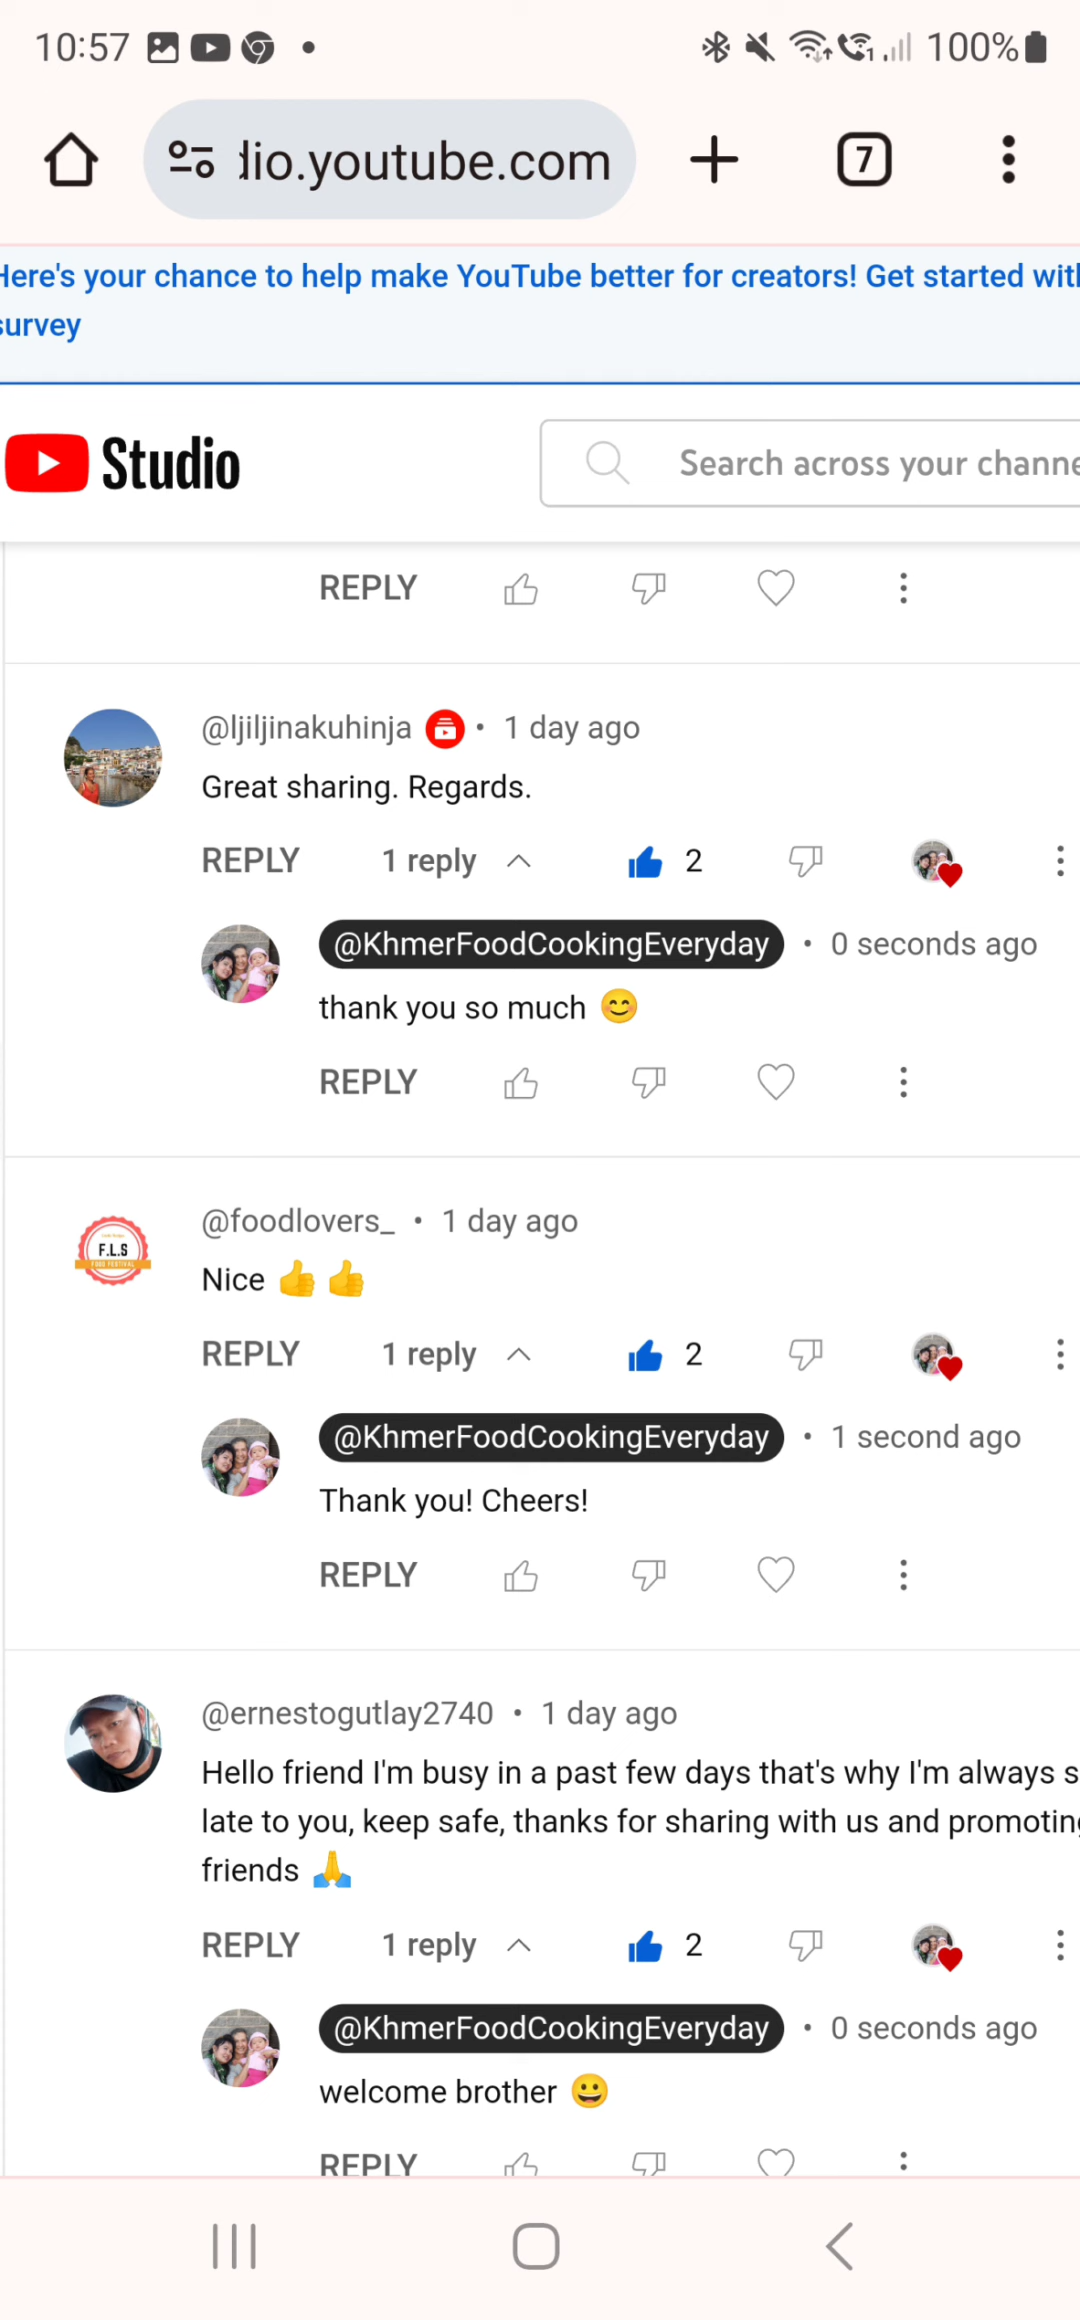 10:57
100%
dio.youtube.com
7
Here's your chance to help make YouTube better for creators! Get started with
survey
Studio
Search across your channe
REPLY
@ljiljinakuhinja • 1 day ago
Great sharing. Regards.
REPLY 1 reply 2
@KhmerFoodCookingEveryday • 0 seconds ago
thank you so much 😊
REPLY
@foodlovers_ • 1 day ago
F.L.S
FOOD FESTIVAL
Nice 👍 👍
REPLY 1 reply 2
@KhmerFoodCookingEveryday • 1 second ago
Thank you! Cheers!
REPLY
@ernestogutlay2740 • 1 day ago
Hello friend I'm busy in a past few days that's why I'm always s
late to you, keep safe, thanks for sharing with us and promoting
friends 🙏
REPLY 1 reply 2
@KhmerFoodCookingEveryday • 0 seconds ago
welcome brother 😀
REPLY